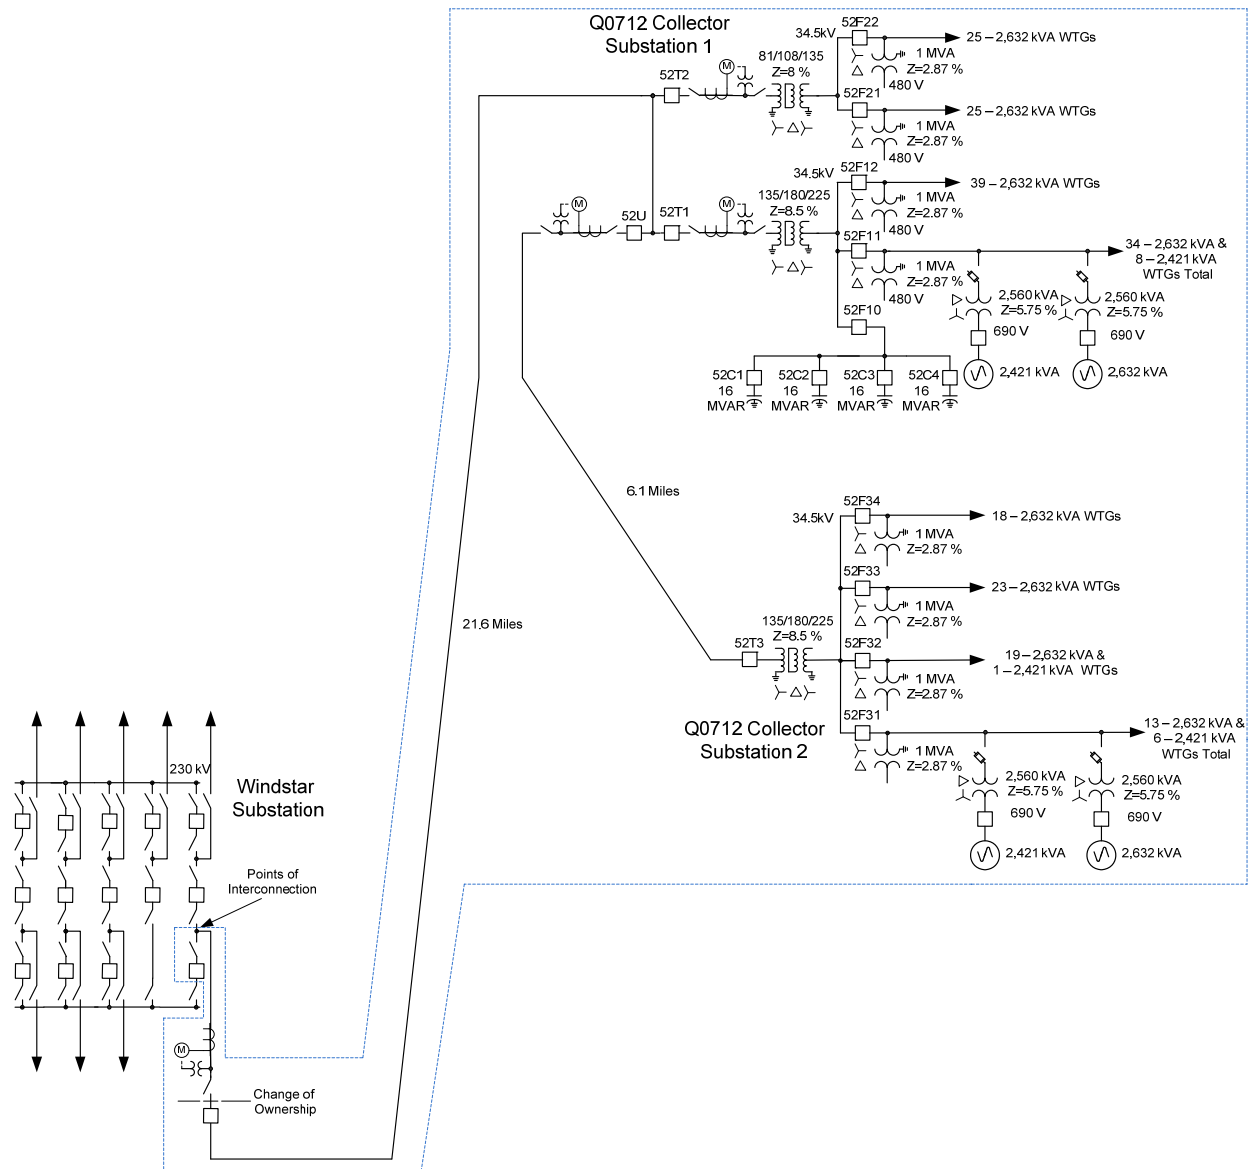 Q0712 Collector
Substation 1
34.5kV
52F22
25 – 2,632 kVA WTGs
1 MVA
Z=2.87 %
480 V
81/108/135
Z=8 %
52T2
M
52F21
25 – 2,632 kVA WTGs
1 MVA
Z=2.87 %
480 V
34.5kV
52F12
39 – 2,632 kVA WTGs
1 MVA
Z=2.87 %
480 V
135/180/225
Z=8.5 %
M
52U
52T1
M
52F11
34 – 2,632 kVA &
8 – 2,421 kVA
WTGs Total
1 MVA
Z=2.87 %
480 V
2,560 kVA
Z=5.75 %
690 V
2,421 kVA
2,560 kVA
Z=5.75 %
690 V
2,632 kVA
52F10
52C1
16
MVAR
52C2
16
MVAR
52C3
16
MVAR
52C4
16
MVAR
6.1 Miles
21.6 Miles
34.5kV
52F34
18 – 2,632 kVA WTGs
1 MVA
Z=2.87 %
52F33
23 – 2,632 kVA WTGs
1 MVA
Z=2.87 %
135/180/225
Z=8.5 %
52T3
52F32
19 – 2,632 kVA &
1 – 2,421 kVA WTGs
1 MVA
Z=2.87 %
Q0712 Collector
Substation 2
52F31
13 – 2,632 kVA &
6 – 2,421 kVA
WTGs Total
1 MVA
Z=2.87 %
2,560 kVA
Z=5.75 %
690 V
2,421 kVA
2,560 kVA
Z=5.75 %
690 V
2,632 kVA
230 kV
Windstar
Substation
Points of
Interconnection
M
Change of
Ownership